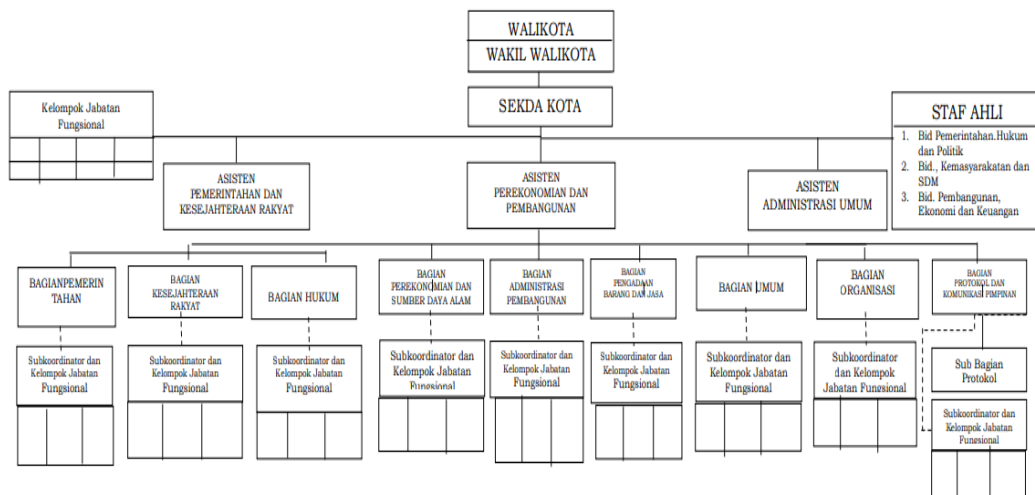 WALIKOTA
WAKIL WALIKOTA
SEKDA KOTA
Kelompok Jabatan
Fungsional
STAF AHLI
1. Bid Pemerintahan.Hukum
dan Politik
2. Bid., Kemasyarakatan dan
SDM
3. Bid. Pembangunan,
Ekonomi dan Keuangan
ASISTEN
PEMERINTAHAN DAN
KESEJAHTERAAN RAKYAT
ASISTEN
PEREKONOMIAN DAN
PEMBANGUNAN
ASISTEN
ADMINISTRASI UMUM
BAGIANPEMERIN
TAHAN
BAGIAN
KESEJAHTERAAN
RAKYAT
BAGIAN HUKUM
BAGIAN
PEREKONOMIAN DAN
SUMBER DAYA ALAM
BAGIAN
ADMINISTRASI
PEMBANGUNAN
BAGIAN
PENGADAAN
BARANG DAN JASA
BAGIAN UMUM
BAGIAN
ORGANISASI
BAGIAN
PROTOKOL DAN
KOMUNIKASI PIMPINAN
Subkoordinator dan
Kelompok Jabatan
Fungsional
Subkoordinator dan
Kelompok Jabatan
Fungsional
Subkoordinator dan
Kelompok Jabatan
Fungsional
Subkoordinator dan
Kelompok Jabatan
Fungsional
Subkoordinator dan
Kelompok Jabatan
Fungsional
Subkoordinator dan
Kelompok Jabatan
Fungsional
Subkoordinator dan
Kelompok Jabatan
Fungsional
Subkoordinator
dan Kelompok
Jabatan Fungsional
Sub Bagian
Protokol
Subkoordinator dan
Kelompok Jabatan
Fungsional